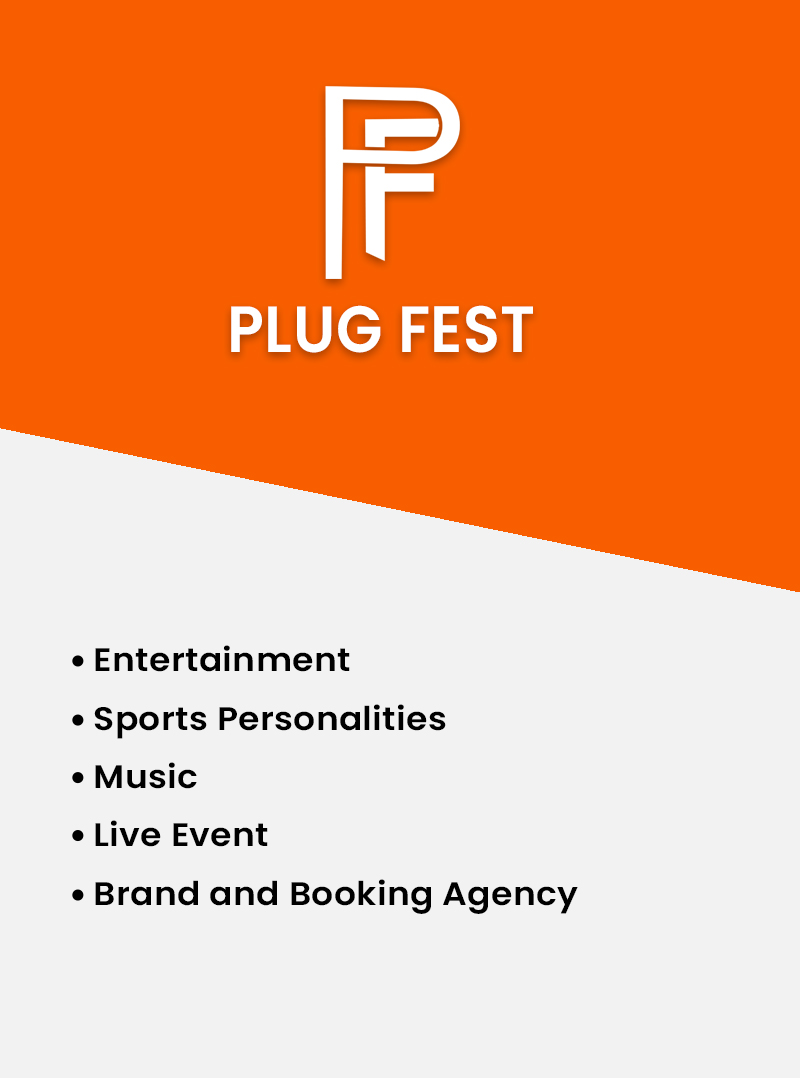 PF
PLUG FEST
• Entertainment
• Sports Personalities
• Music
• Live Event
• Brand and Booking Agency